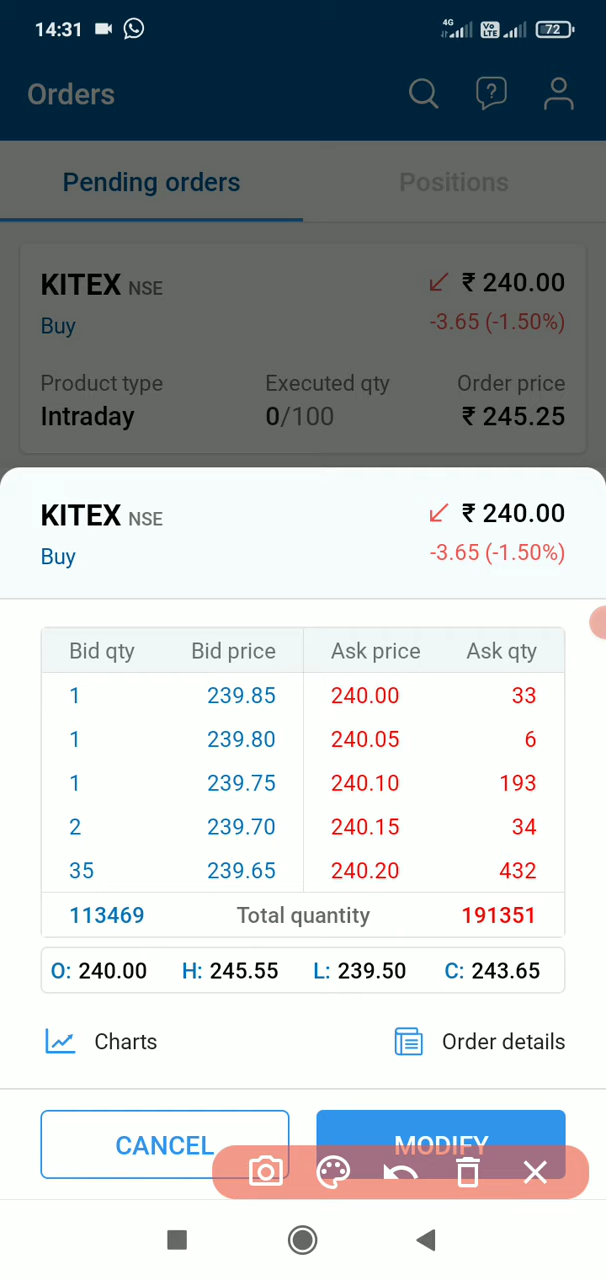 14:31 4G Vo LTE 72
Orders
Pending orders Positions
KITEX NSE ₹ 240.00
Buy -3.65 (-1.50%)
Product type Executed qty Order price
Intraday 0/100 ₹ 245.25
KITEX NSE ₹ 240.00
Buy -3.65 (-1.50%)
Bid qty Bid price Ask price Ask qty
1 239.85 240.00 33
1 239.80 240.05 6
1 239.75 240.10 193
2 239.70 240.15 34
35 239.65 240.20 432
113469 Total quantity 191351
O: 240.00 H: 245.55 L: 239.50 C: 243.65
Charts Order details
CANCEL MODIFY